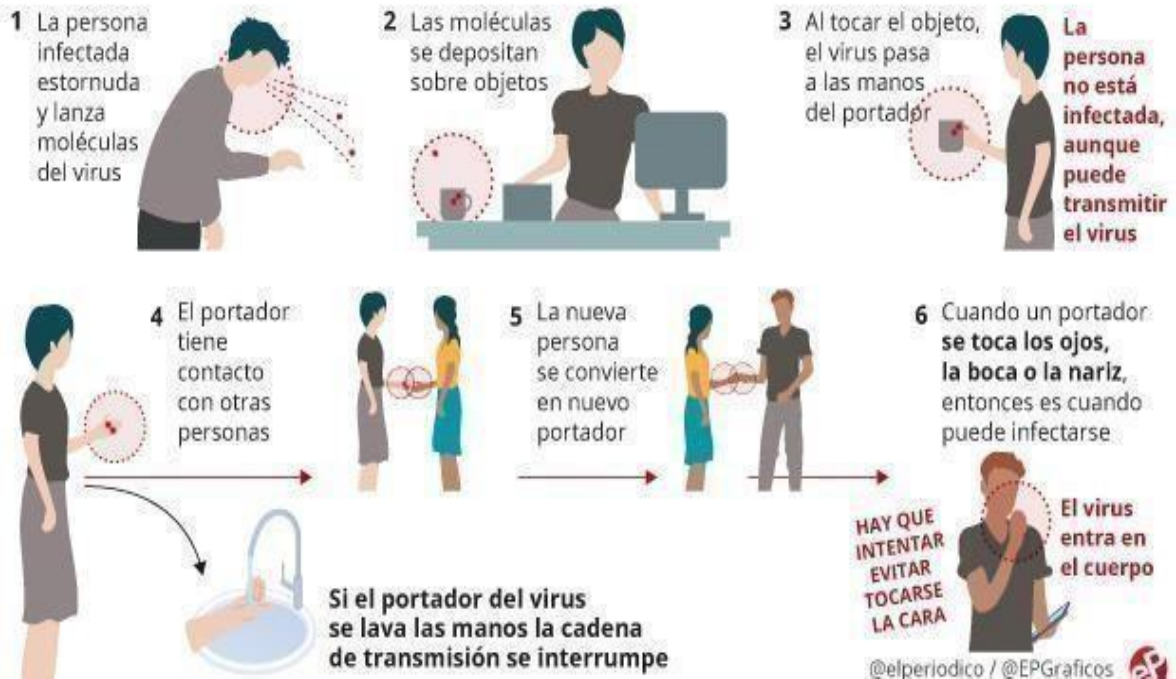 1 La persona
infectada
estornuda
y lanza
moléculas
del virus
2 Las moléculas
se depositan
sobre objetos
3 Al tocar el objeto,
el virus pasa
a las manos
del portador
La
persona
no está
infectada,
aunque
puede
transmitir
el virus
4 El portador
tiene
contacto
con otras
personas
5 La nueva
persona
se convierte
en nuevo
portador
6 Cuando un portador
se toca los ojos,
la boca o la nariz,
entonces es cuando
puede infectarse
HAY QUE
INTENTAR
EVITAR
TOCARSE
LA CARA
El virus
entra en
el cuerpo
Si el portador del virus
se lava las manos la cadena
de transmisión se interrumpe
@elperiodico / @EPGraficos
eP